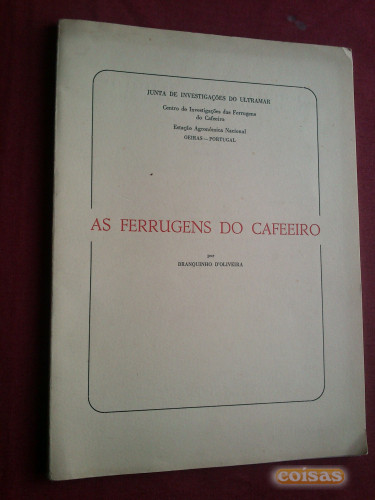 JUNTA DE INVESTIGAÇÕES DO ULTRAMAR
Centro de Investigações das Ferrugens
do Cafeeiro
Estação Agronómica Nacional
OEIRAS — PORTUGAL
AS FERRUGENS DO CAFEEIRO
por
BRANQUINHO D'OLIVEIRA
coisas